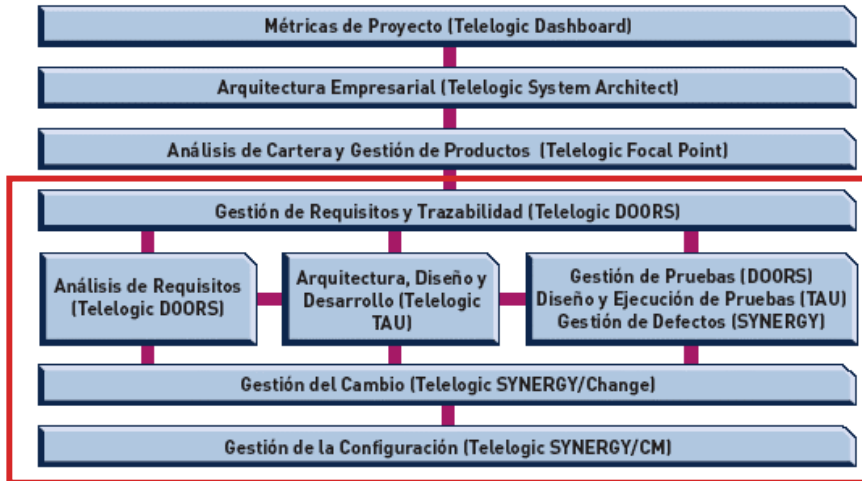 Métricas de Proyecto (Telelogic Dashboard)
Arquitectura Empresarial (Telelogic System Architect)
Análisis de Cartera y Gestión de Productos (Telelogic Focal Point)
Gestión de Requisitos y Trazabilidad (Telelogic DOORS)
Análisis de Requisitos
(Telelogic DOORS)
Arquitectura, Diseño y
Desarrollo (Telelogic
TAU)
Gestión de Pruebas (DOORS)
Diseño y Ejecución de Pruebas (TAU)
Gestión de Defectos (SYNERGY)
Gestión del Cambio (Telelogic SYNERGY/Change)
Gestión de la Configuración (Telelogic SYNERGY/CM)